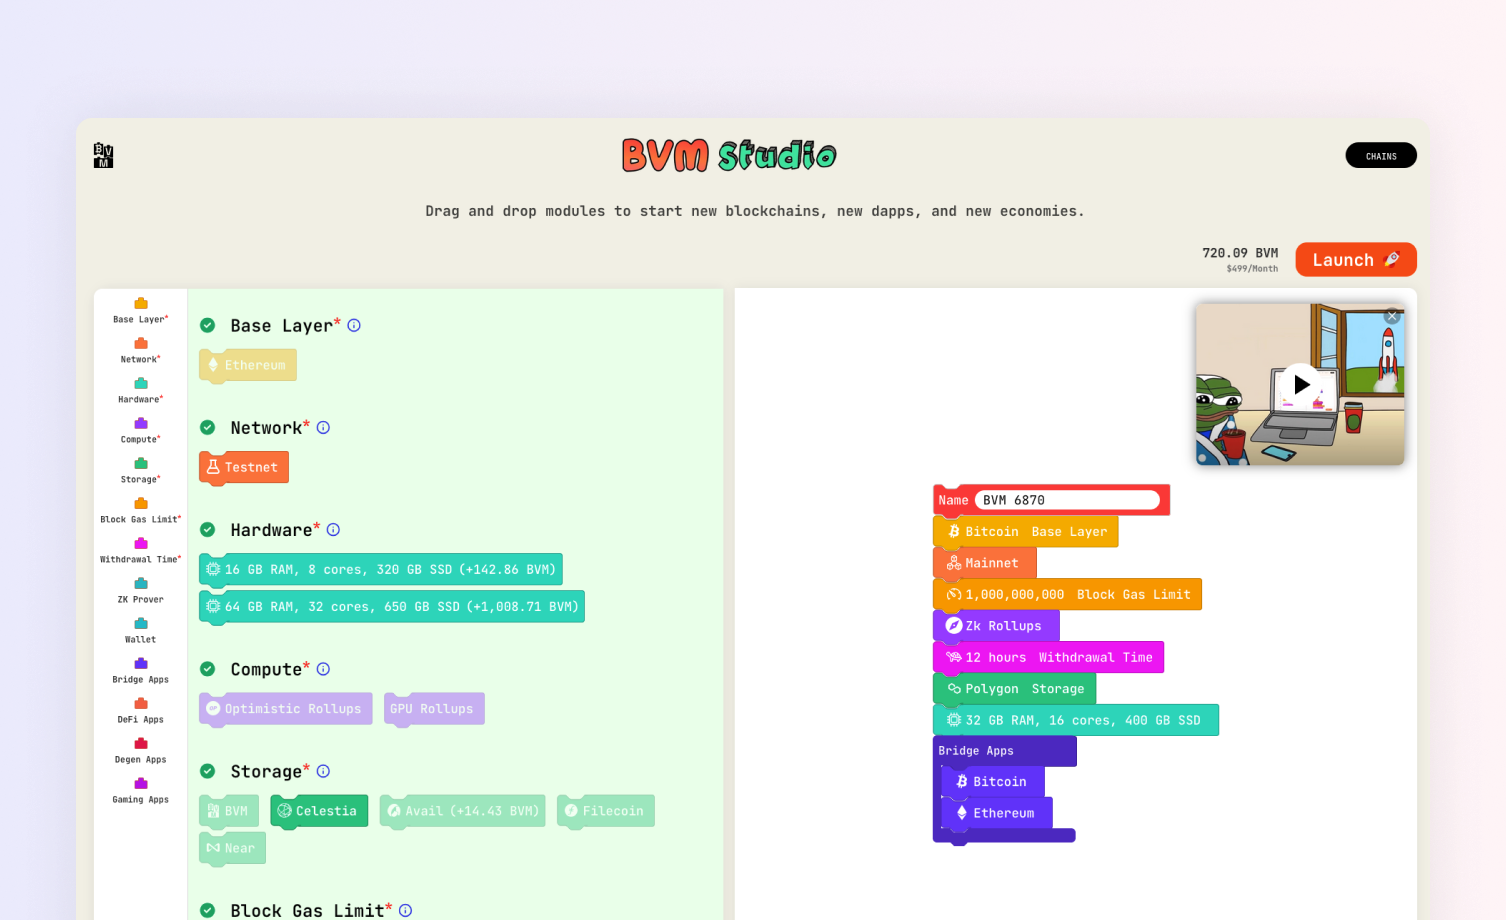 BVM
BVM Studio
CHAINS
Drag and drop modules to start new blockchains, new dapps, and new economies.
720.09 BVM
$499/Month
Launch 🚀
Base Layer*
Network*
Hardware*
Compute*
Storage*
Block Gas Limit*
Withdrawal Time*
ZK Prover
Wallet
Bridge Apps
DeFi Apps
Degen Apps
Gaming Apps
Base Layer*
Ethereum
Network*
Testnet
Hardware*
16 GB RAM, 8 cores, 320 GB SSD (+142.86 BVM)
64 GB RAM, 32 cores, 650 GB SSD (+1,008.71 BVM)
Compute*
OP Optimistic Rollups GPU Rollups
Storage*
BVM Celestia Avail (+14.43 BVM) Filecoin
Near
Block Gas Limit*
Name BVM 6870
Bitcoin Base Layer
Mainnet
1,000,000,000 Block Gas Limit
Zk Rollups
12 hours Withdrawal Time
Polygon Storage
32 GB RAM, 16 cores, 400 GB SSD
Bridge Apps
Bitcoin
Ethereum